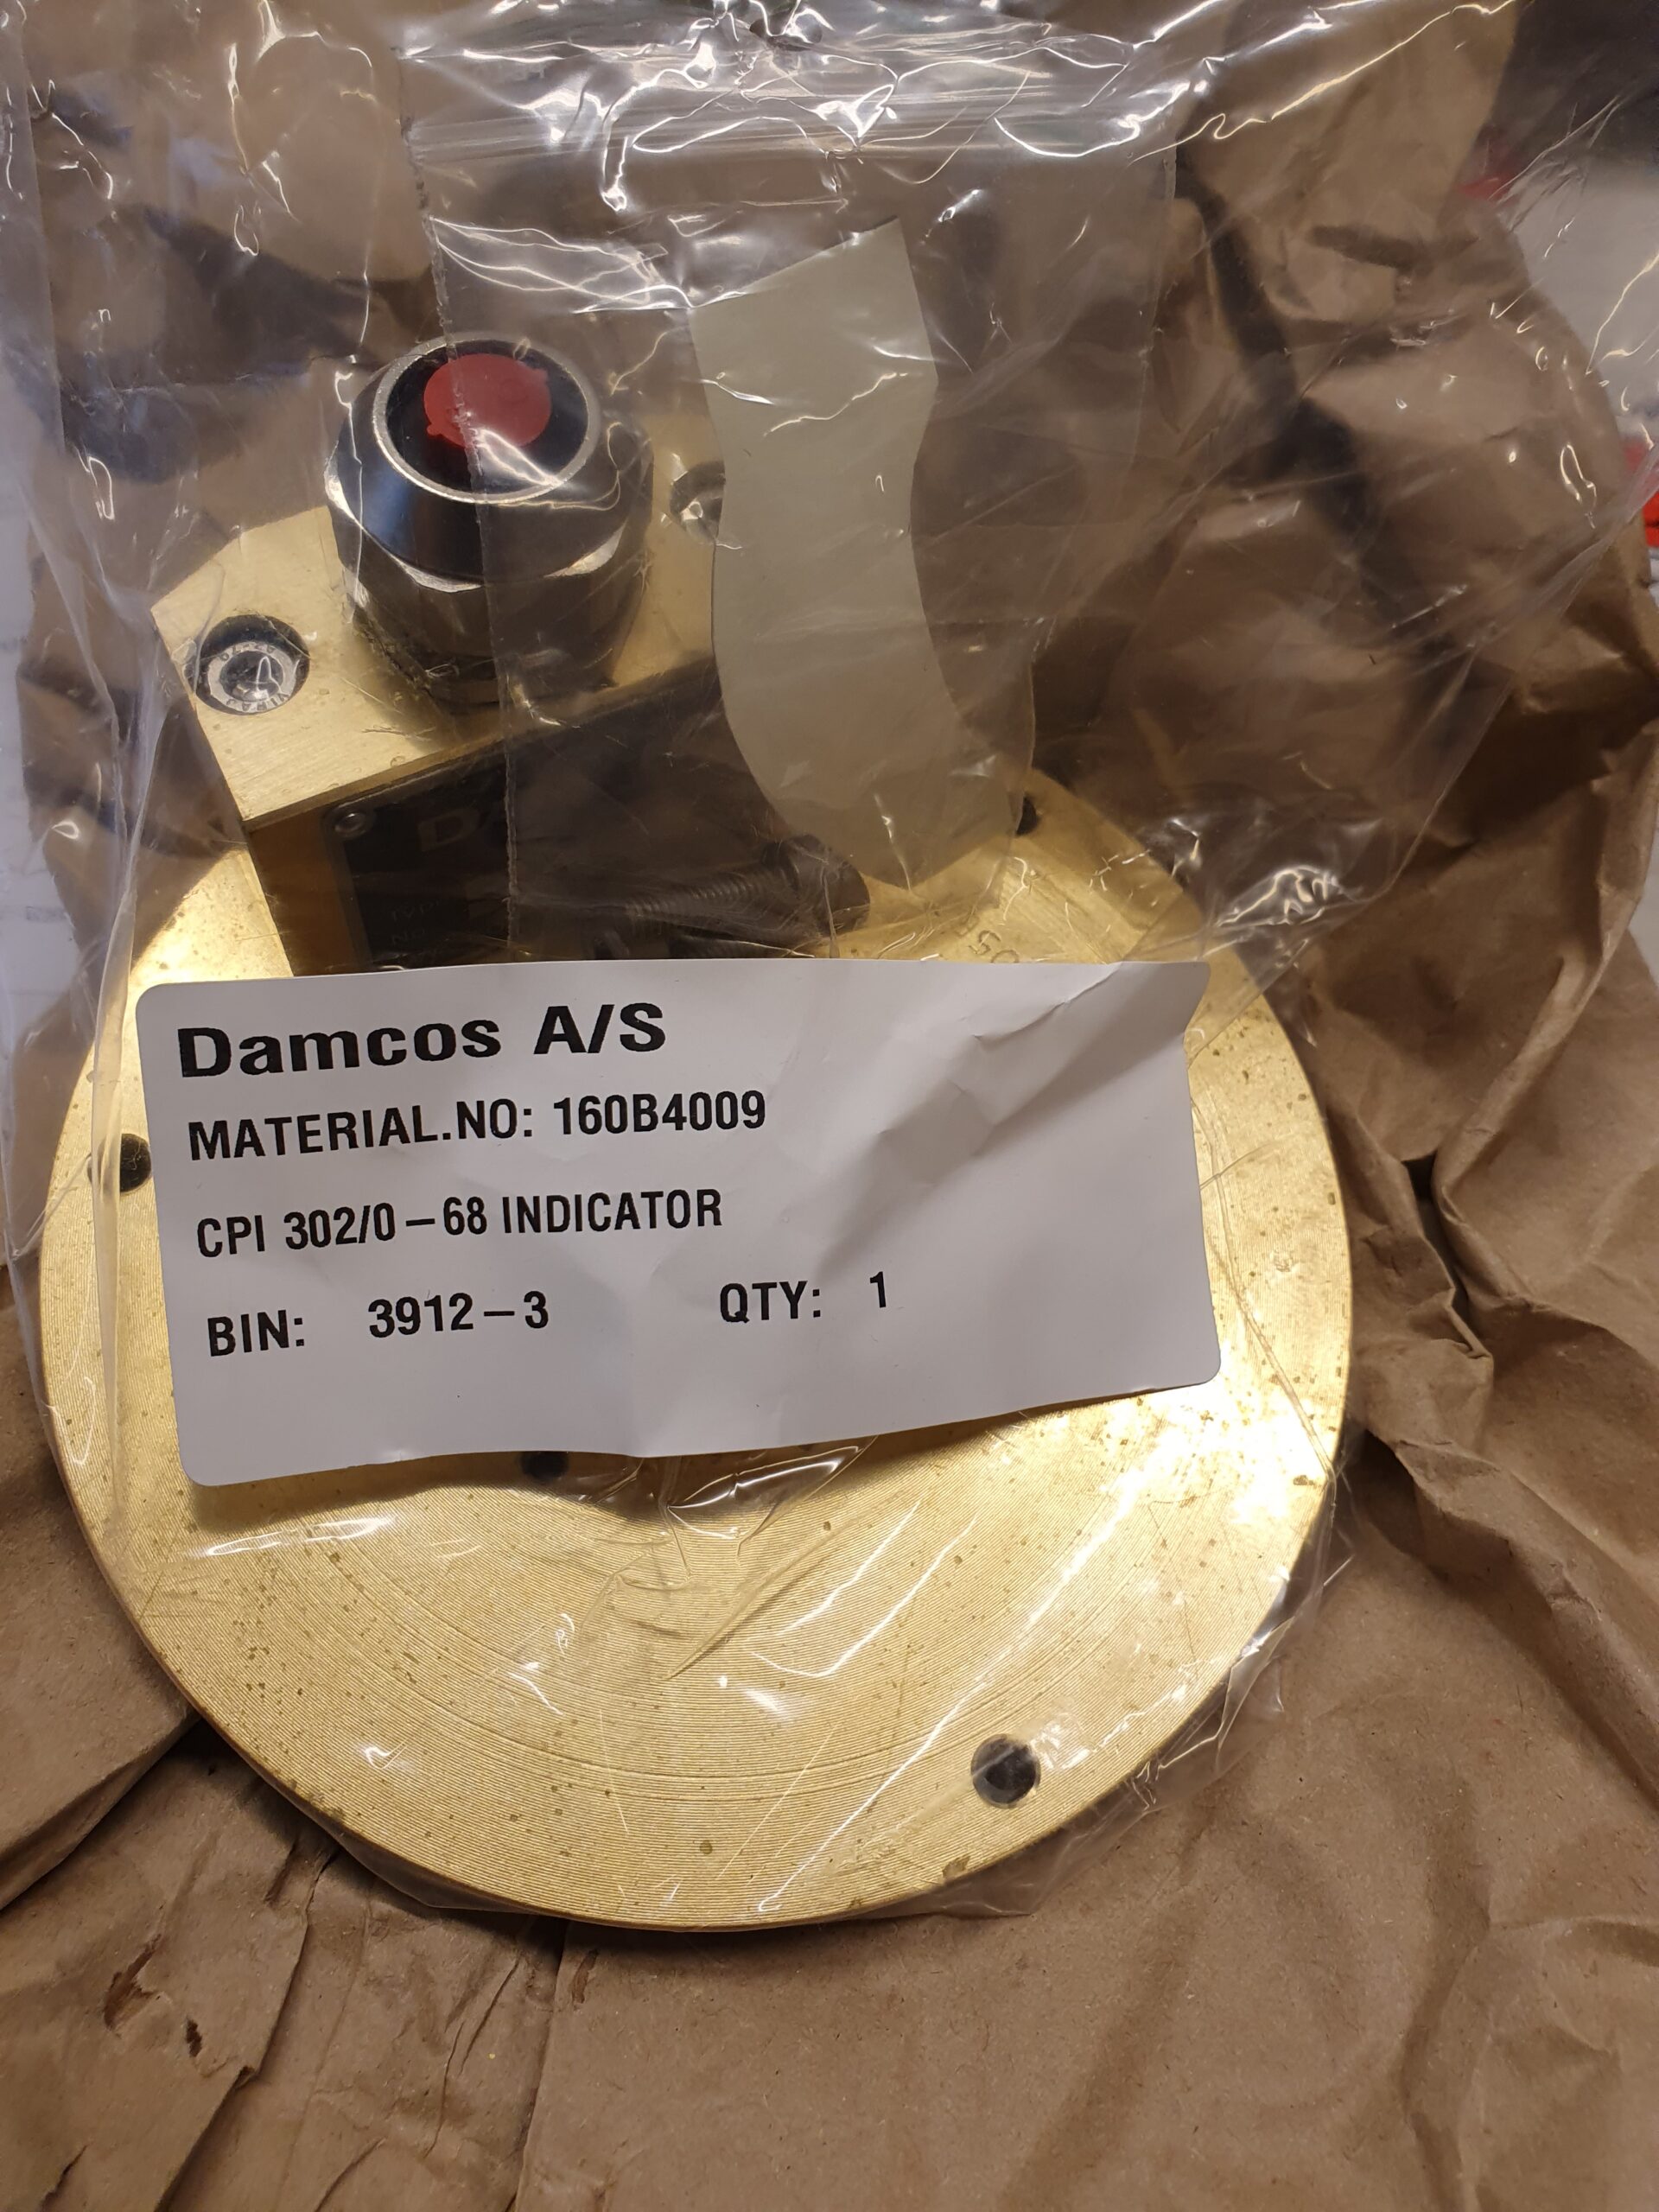 Damcos A/S
MATERIAL.NO: 160B4009
CPI 302/0-68 INDICATOR
BIN: 3912-3 QTY: 1